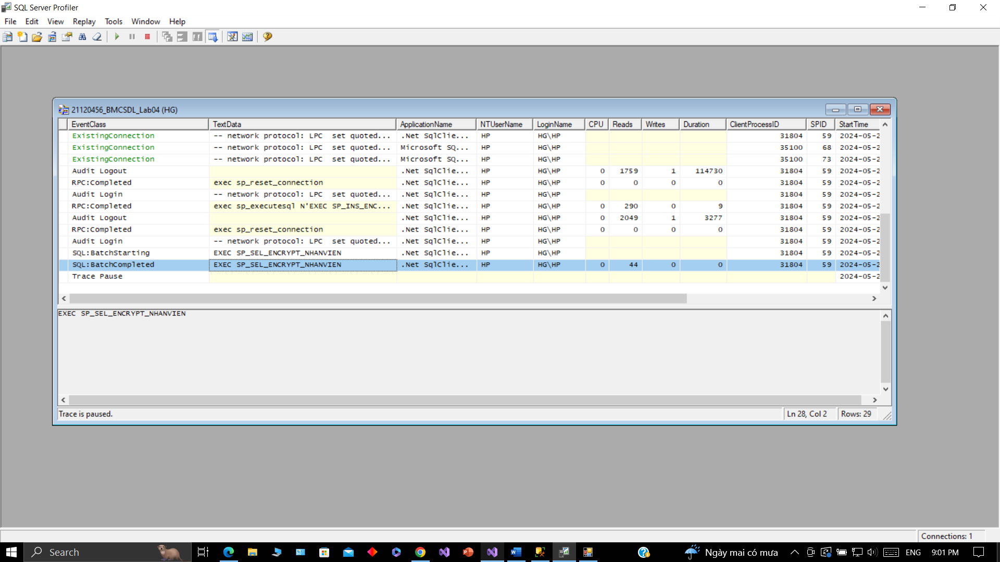 SQL Server Profiler
File Edit View Replay Tools Window Help
21120456_BMCSDL_Lab04 (HG)
EventClass TextData ApplicationName NTUserName LoginName CPU Reads Writes Duration ClientProcessID SPID StartTime
ExistingConnection -- network protocol: LPC set quoted... .Net SqlClie... HP HG\HP 31804 59 2024-05-2
ExistingConnection -- network protocol: LPC set quoted... Microsoft SQ... HP HG\HP 35100 68 2024-05-2
ExistingConnection -- network protocol: LPC set quoted... Microsoft SQ... HP HG\HP 35100 73 2024-05-2
Audit Logout .Net SqlClie... HP HG\HP 0 1759 1 114730 31804 59 2024-05-2
RPC:Completed exec sp_reset_connection .Net SqlClie... HP HG\HP 0 0 0 0 31804 59 2024-05-2
Audit Login -- network protocol: LPC set quoted... .Net SqlClie... HP HG\HP 31804 59 2024-05-2
RPC:Completed exec sp_executesql N'EXEC SP_INS_ENC... .Net SqlClie... HP HG\HP 0 290 0 9 31804 59 2024-05-2
Audit Logout .Net SqlClie... HP HG\HP 0 2049 1 3277 31804 59 2024-05-2
RPC:Completed exec sp_reset_connection .Net SqlClie... HP HG\HP 0 0 0 0 31804 59 2024-05-2
Audit Login -- network protocol: LPC set quoted... .Net SqlClie... HP HG\HP 31804 59 2024-05-2
SQL:BatchStarting EXEC SP_SEL_ENCRYPT_NHANVIEN .Net SqlClie... HP HG\HP 31804 59 2024-05-2
SQL:BatchCompleted EXEC SP_SEL_ENCRYPT_NHANVIEN .Net SqlClie... HP HG\HP 0 44 0 0 31804 59 2024-05-2
Trace Pause 2024-05-2
EXEC SP_SEL_ENCRYPT_NHANVIEN
Trace is paused. Ln 28, Col 2 Rows: 29
Connections: 1
Search Ngày mai có mưa ENG 9:01 PM